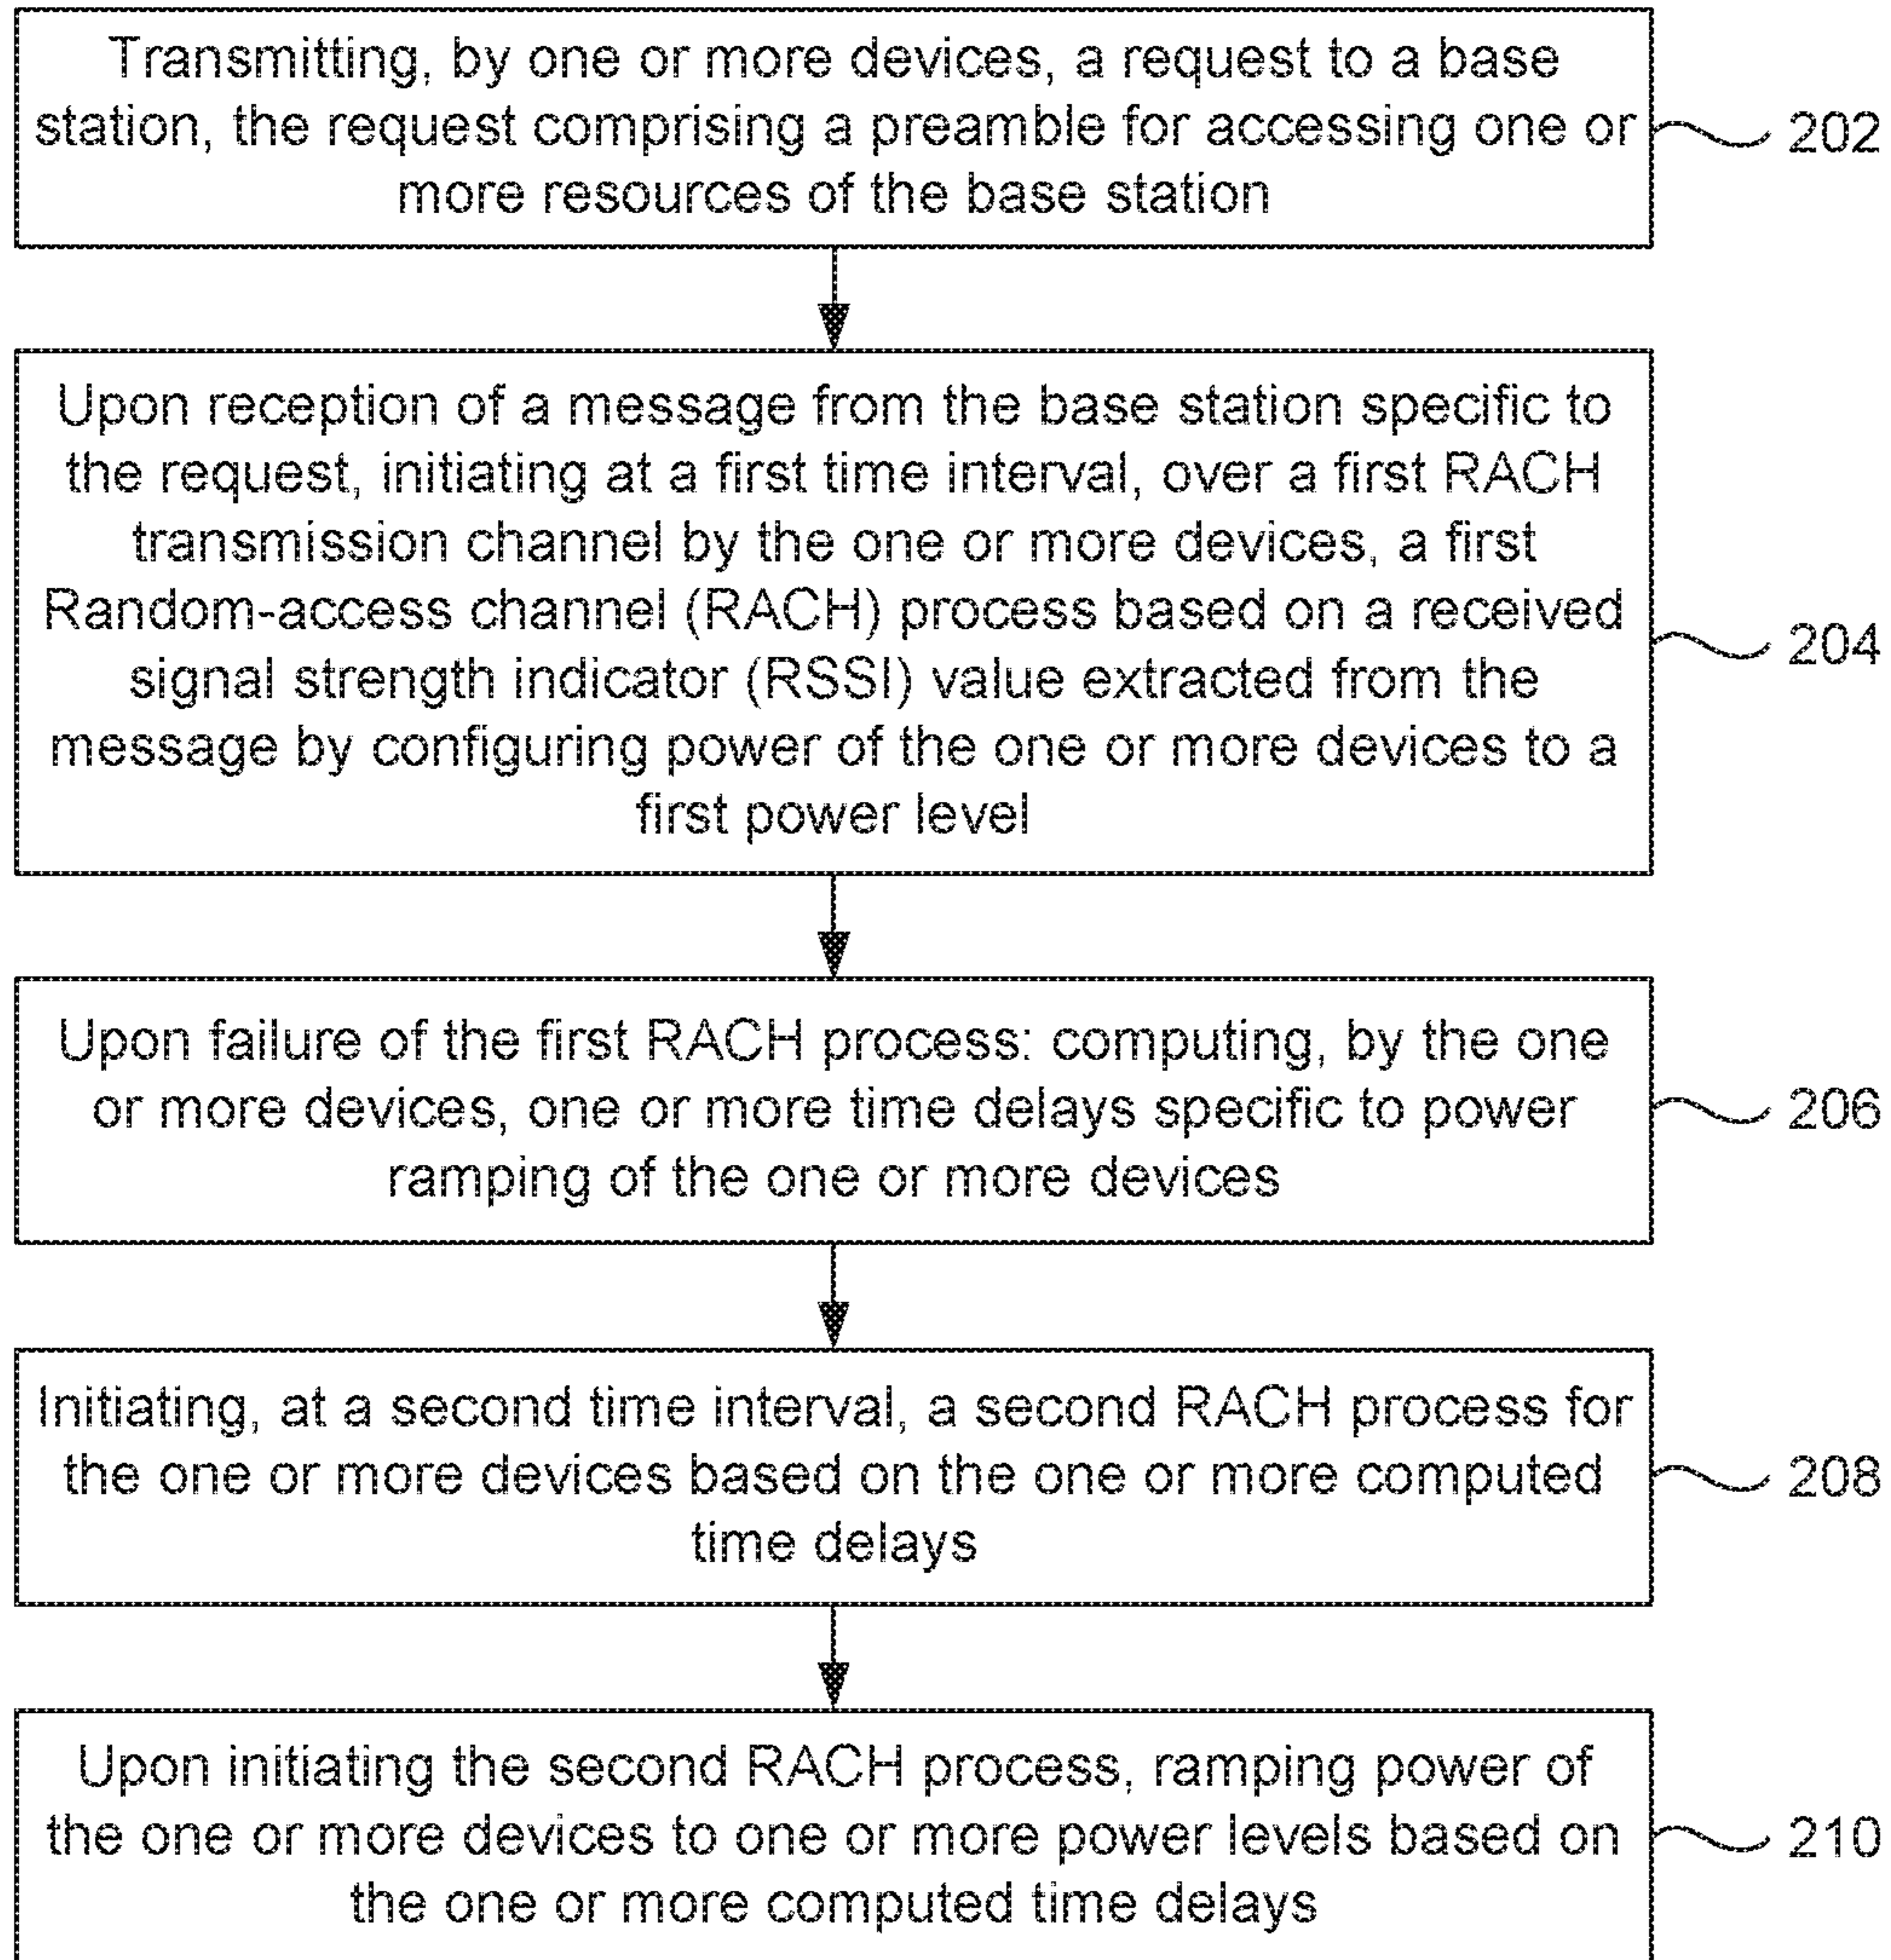 Transmitting, by one or more devices, a request to a base
station, the request comprising a preamble for accessing one or
more resources of the base station
202
Upon reception of a message from the base station specific to
the request, initiating at a first time interval, over a first RACH
transmission channel by the one or more devices, a first
Random-access channel (RACH) process based on a received
signal strength indicator (RSSI) value extracted from the
message by configuring power of the one or more devices to a
first power level
204
Upon failure of the first RACH process: computing, by the one
or more devices, one or more time delays specific to power
ramping of the one or more devices
206
Initiating, at a second time interval, a second RACH process for
the one or more devices based on the one or more computed
time delays
208
Upon initiating the second RACH process, ramping power of
the one or more devices to one or more power levels based on
the one or more computed time delays
210